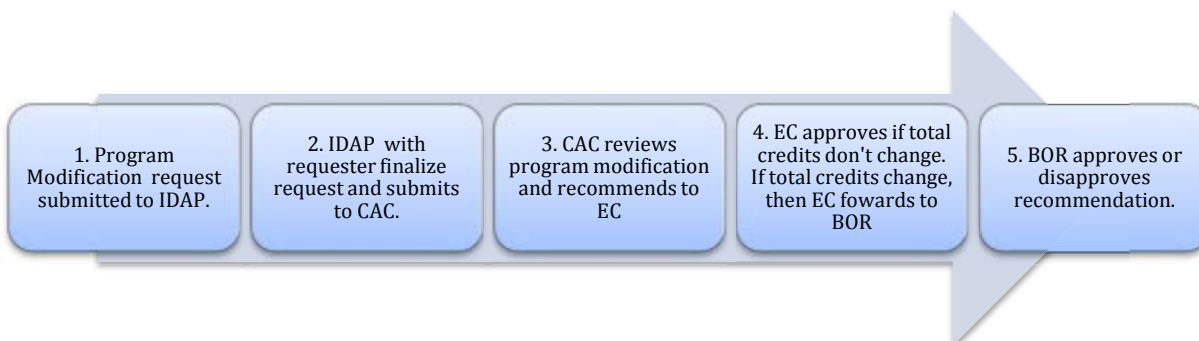 1. Program
Modification request
submitted to IDAP.
2. IDAP with
requester finalize
request and submits
to CAC.
3. CAC reviews
program modification
and recommends to
EC
4. EC approves if total
credits don't change.
If total credits change,
then EC fowards to
BOR
5. BOR approves or
disapproves
recommendation.